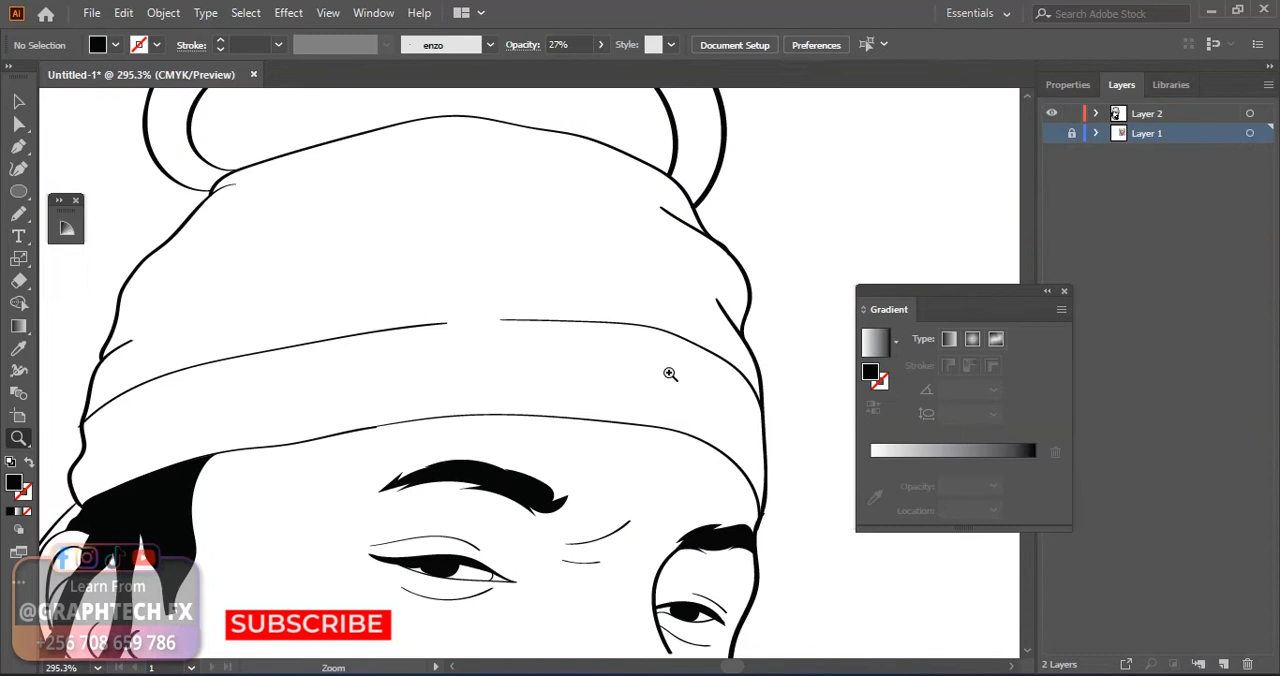 Ai File Edit Object Type Select Effect View Window Help Essentials Search Adobe Stock
No Selection Stroke: enzo Opacity: 27% Style: Document Setup Preferences
Untitled-1* @ 295.3% (CMYK/Preview)
Properties Layers Libraries
Layer 2
Layer 1
Gradient
Type:
Stroke:
Opacity:
Location:
Learn From
@GRAPHTECH FX
+256 708 659 786
SUBSCRIBE
295.3% 1 Zoom
2 Layers